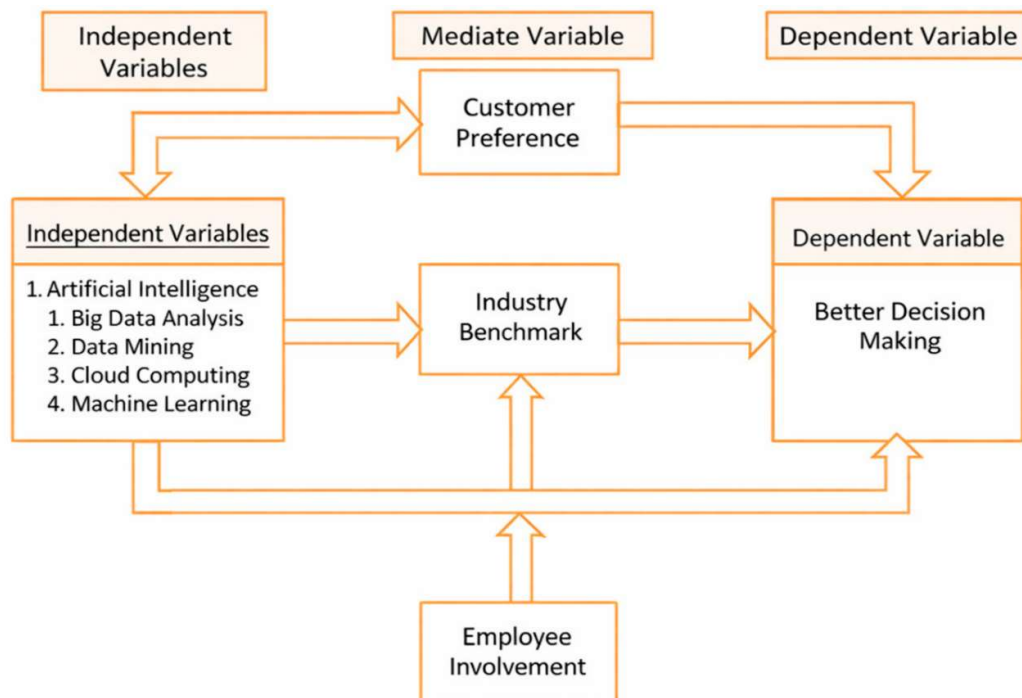 Independent
Variables
Mediate Variable
Dependent Variable
Customer
Preference
Independent Variables
1. Artificial Intelligence
1. Big Data Analysis
2. Data Mining
3. Cloud Computing
4. Machine Learning
Industry
Benchmark
Dependent Variable
Better Decision
Making
Employee
Involvement